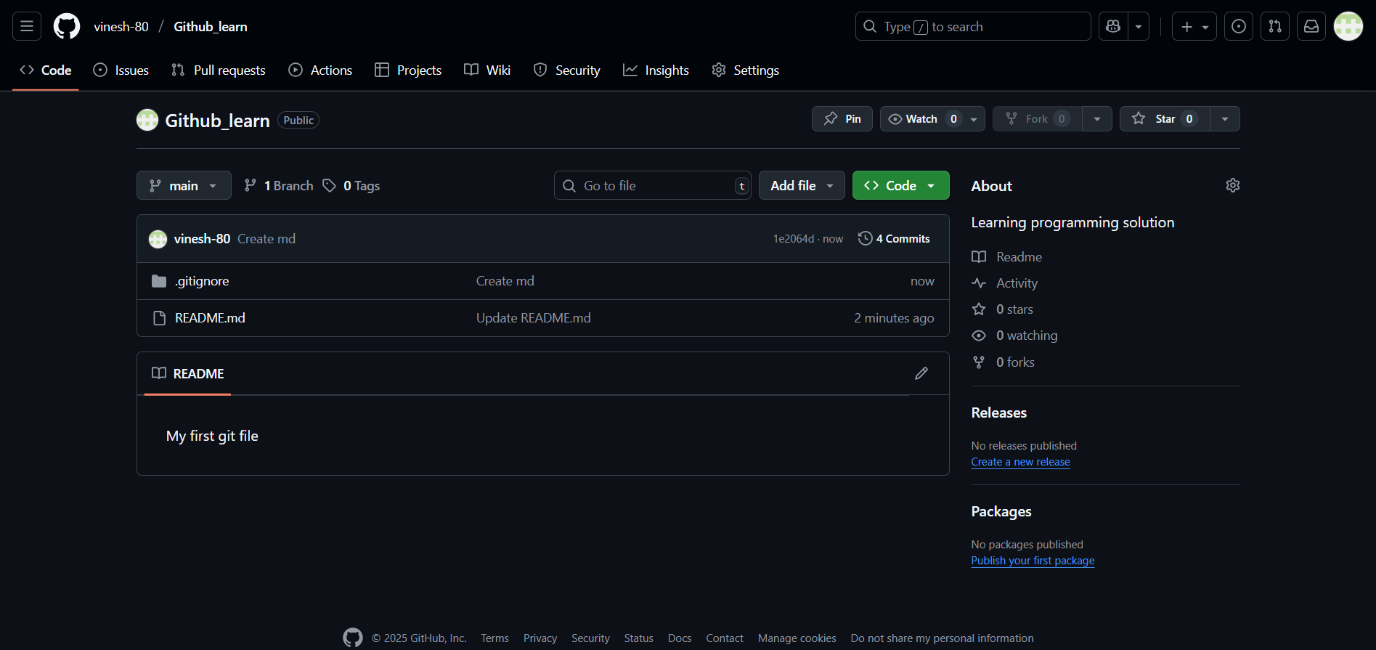 vinesh-80 / Github_learn Type / to search
Code Issues Pull requests Actions Projects Wiki Security Insights Settings
Github_learn Public Pin Watch 0 Fork 0 Star 0
main 1 Branch 0 Tags Go to file t Add file Code
vinesh-80 Create md 1e2064d · now 4 Commits
.gitignore Create md now
README.md Update README.md 2 minutes ago
README
My first git file
About
Learning programming solution
Readme
Activity
0 stars
0 watching
0 forks
Releases
No releases published
Create a new release
Packages
No packages published
Publish your first package
© 2025 GitHub, Inc. Terms Privacy Security Status Docs Contact Manage cookies Do not share my personal information